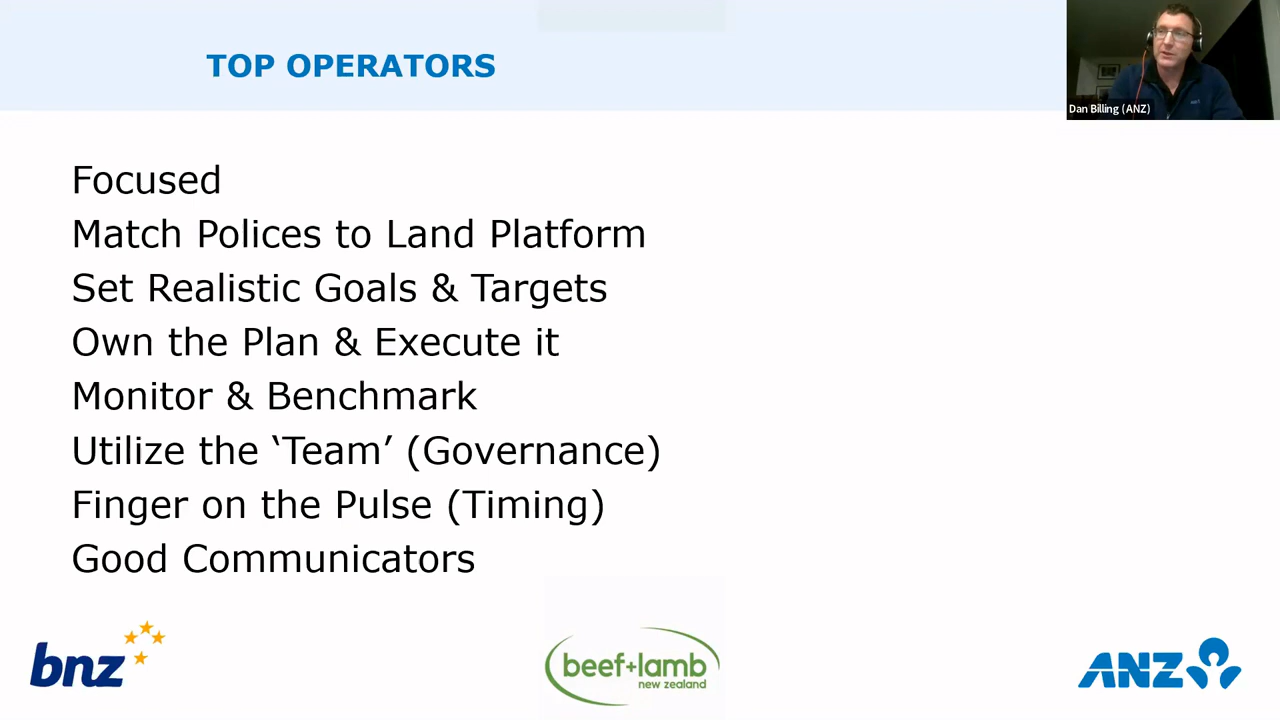 TOP OPERATORS
Dan Billing (ANZ)
Focused
Match Polices to Land Platform
Set Realistic Goals & Targets
Own the Plan & Execute it
Monitor & Benchmark
Utilize the ‘Team’ (Governance)
Finger on the Pulse (Timing)
Good Communicators
bnz
beef+lamb
new zealand
ANZ